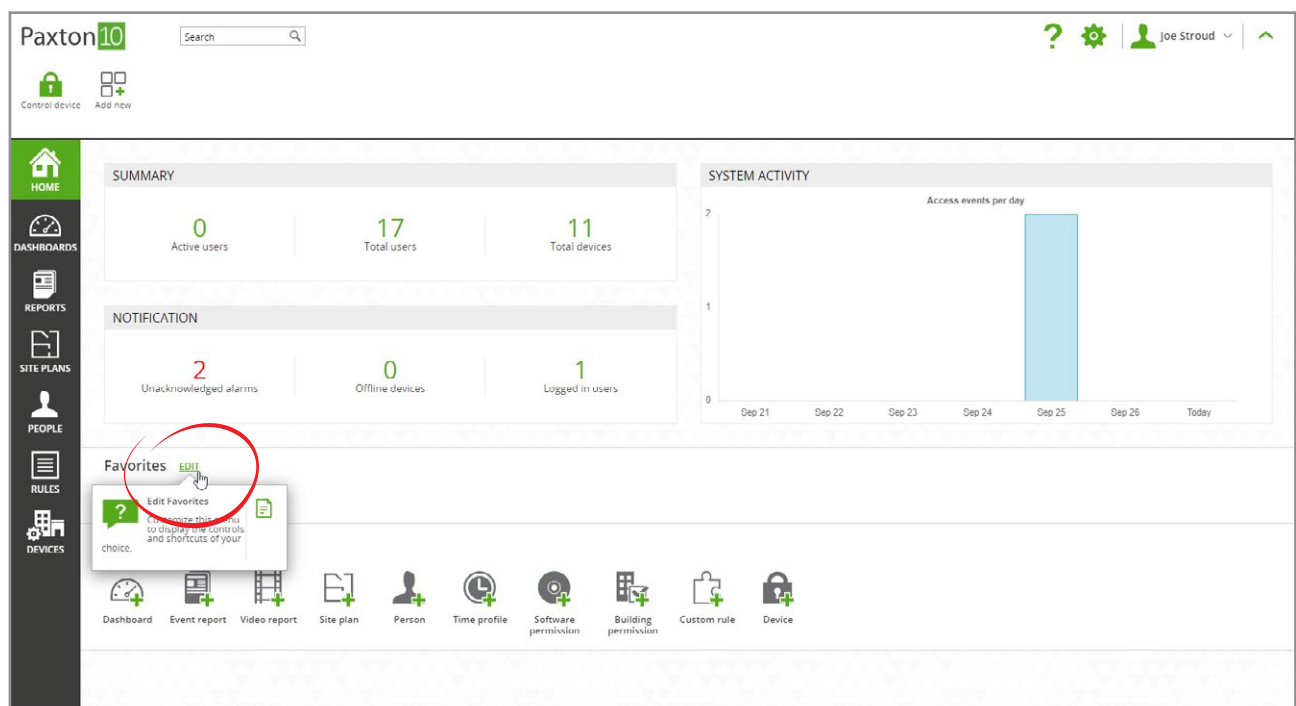 Paxton10
Search
Joe Stroud
Control device
Add new
HOME
DASHBOARDS
REPORTS
SITE PLANS
PEOPLE
RULES
DEVICES
SUMMARY
0
Active users
17
Total users
11
Total devices
NOTIFICATION
2
Unacknowledged alarms
0
Offline devices
1
Logged in users
SYSTEM ACTIVITY
Access events per day
2
1
0
Sep 21
Sep 22
Sep 23
Sep 24
Sep 25
Sep 26
Today
Favorites EDIT
?
Edit Favorites
Customize this menu
to display the controls
and shortcuts of your
choice.
Dashboard
Event report
Video report
Site plan
Person
Time profile
Software
permission
Building
permission
Custom rule
Device